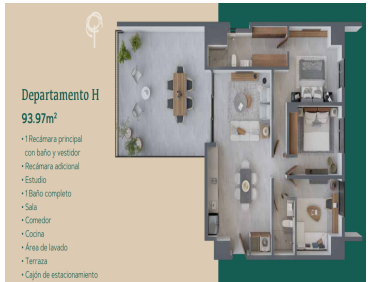 Departamento H
93.97m²
• 1 Recámara principal
con baño y vestidor
• Recámara adicional
• Estudio
• 1 Baño completo
• Sala
• Comedor
• Cocina
• Área de lavado
• Terraza
• Cajón de estacionamiento